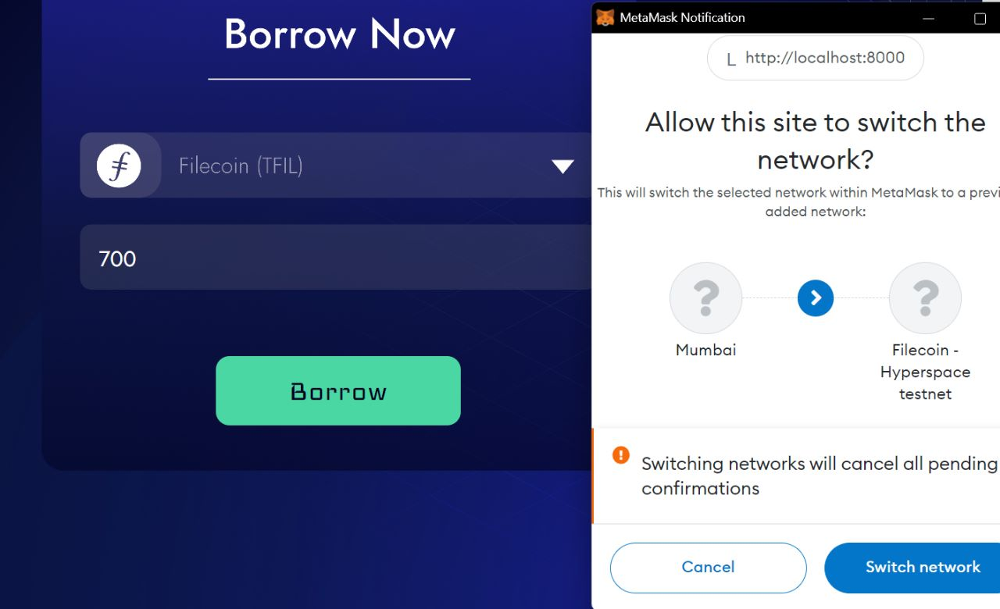 Borrow Now
Filecoin (TFIL)
700
Borrow
MetaMask Notification
L http://localhost:8000
Allow this site to switch the
network?
This will switch the selected network within MetaMask to a previ
added network:
Mumbai
Filecoin -
Hyperspace
testnet
Switching networks will cancel all pending
confirmations
Cancel
Switch network